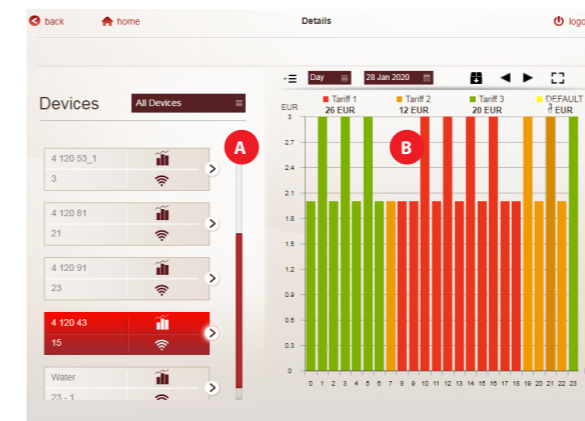 back
home
Details
Devices
All Devices
A
4 120 53_1
3
4 120 81
21
4 120 91
23
4 120 43
15
Water
23 - 1
Day
28 Jan 2020
EUR
Tariff 1
26 EUR
Tariff 2
12 EUR
Tariff 3
20 EUR
DEFAULT
EUR
B
3
2.7
2.4
2.1
1.8
1.5
1.2
0.9
0.6
0.3
0
0 1 2 3 4 5 6 7 8 9 10 11 12 13 14 15 16 17 18 19 20 21 22 23